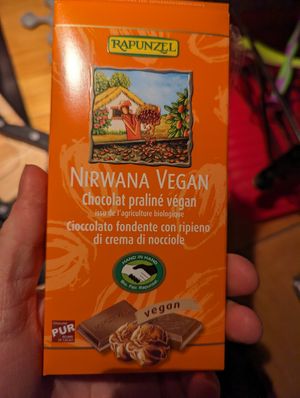 RAPUNZEL
NIRWANA VEGAN
Chocolat praliné végan
issu de l'agriculture biologique
Cioccolato fondente con ripieno
di crema di nocciole
HAND IN HAND
vegan
PUR